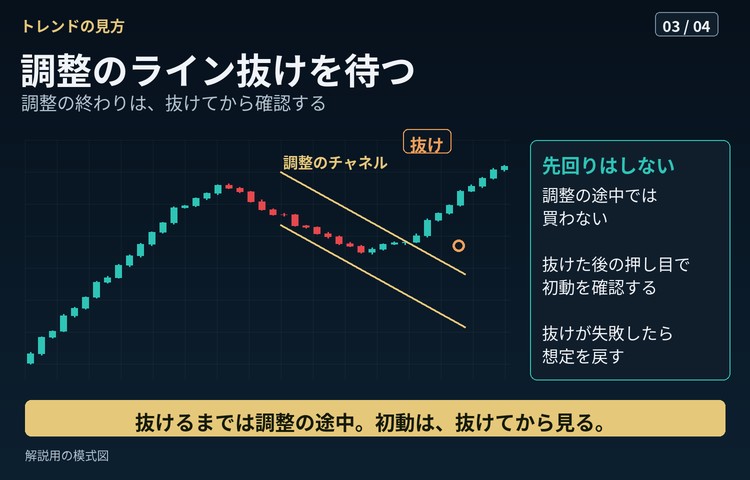 トレンドの見方
03 / 04
調整のライン抜けを待つ
調整の終わりは、抜けてから確認する
抜け
調整のチャネル
先回りはしない
調整の途中では
買わない
抜けた後の押し目で
初動を確認する
抜けが失敗したら
想定を戻す
抜けるまでは調整の途中。初動は、抜けてから見る。
解説用の模式図